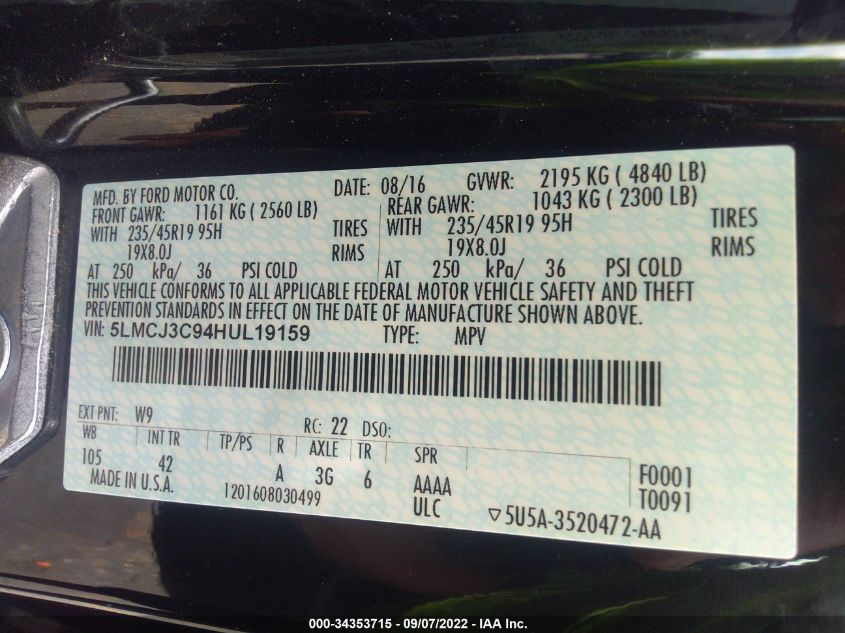 MFD. BY FORD MOTOR CO. DATE: 08/16 GVWR: 2195 KG ( 4840 LB)
FRONT GAWR: 1161 KG ( 2560 LB) REAR GAWR: 1043 KG ( 2300 LB)
WITH 235/45R19 95H TIRES WITH 235/45R19 95H TIRES
19X8.0J RIMS 19X8.0J RIMS
AT 250 kPa/ 36 PSI COLD AT 250 kPa/ 36 PSI COLD
THIS VEHICLE CONFORMS TO ALL APPLICABLE FEDERAL MOTOR VEHICLE SAFETY AND THEFT
PREVENTION STANDARDS IN EFFECT ON THE DATE OF MANUFACTURE SHOWN ABOVE.
VIN: 5LMCJ3C94HUL19159 TYPE: MPV
EXT PNT: W9 RC: 22 DSO:
WB INT TR TP/PS R AXLE TR SPR
105 42 A 3G 6 AAAA F0001
MADE IN U.S.A. 1201608030499 ULC T0091
▽5U5A-3520472-AA
000-34353715 - 09/07/2022 - IAA Inc.